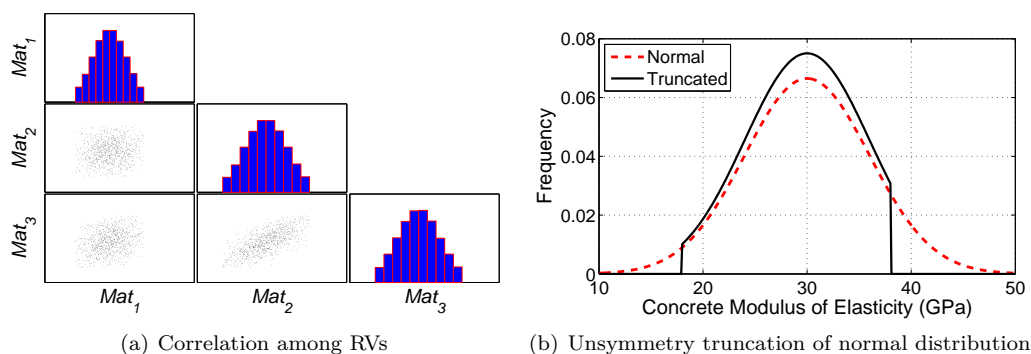 Mat1
Mat2
Mat3
Mat1
Mat2
Mat3
(a) Correlation among RVs
0.08
0.06
0.04
0.02
0
Frequency
Normal
Truncated
10
20
30
40
50
Concrete Modulus of Elasticity (GPa)
(b) Unsymmetry truncation of normal distribution